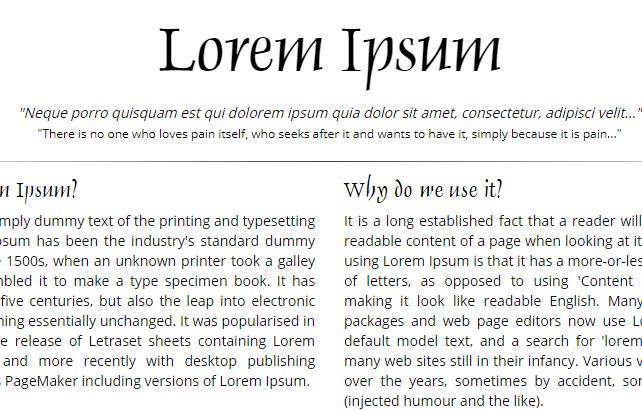 Lorem Ipsum
"Neque porro quisquam est qui dolorem ipsum quia dolor sit amet, consectetur, adipisci velit..."
"There is no one who loves pain itself, who seeks after it and wants to have it, simply because it is pain..."
Ipsum?
dummy text of the printing and typesetting
has been the industry's standard dummy
1500s, when an unknown printer took a galley
it to make a type specimen book. It has
five centuries, but also the leap into electronic
essentially unchanged. It was popularised in
release of Letraset sheets containing Lorem
and more recently with desktop publishing
PageMaker including versions of Lorem Ipsum.
Why do we use it?
It is a long established fact that a reader will
readable content of a page when looking at it
using Lorem Ipsum is that it has a
of letters, as opposed to using 'Content
making it look like readable English. Many
packages and web page editors now use
default model text, and a search for 'lorem
many web sites still in their infancy. Various
over the years, sometimes by accident,
(injected humour and the like).